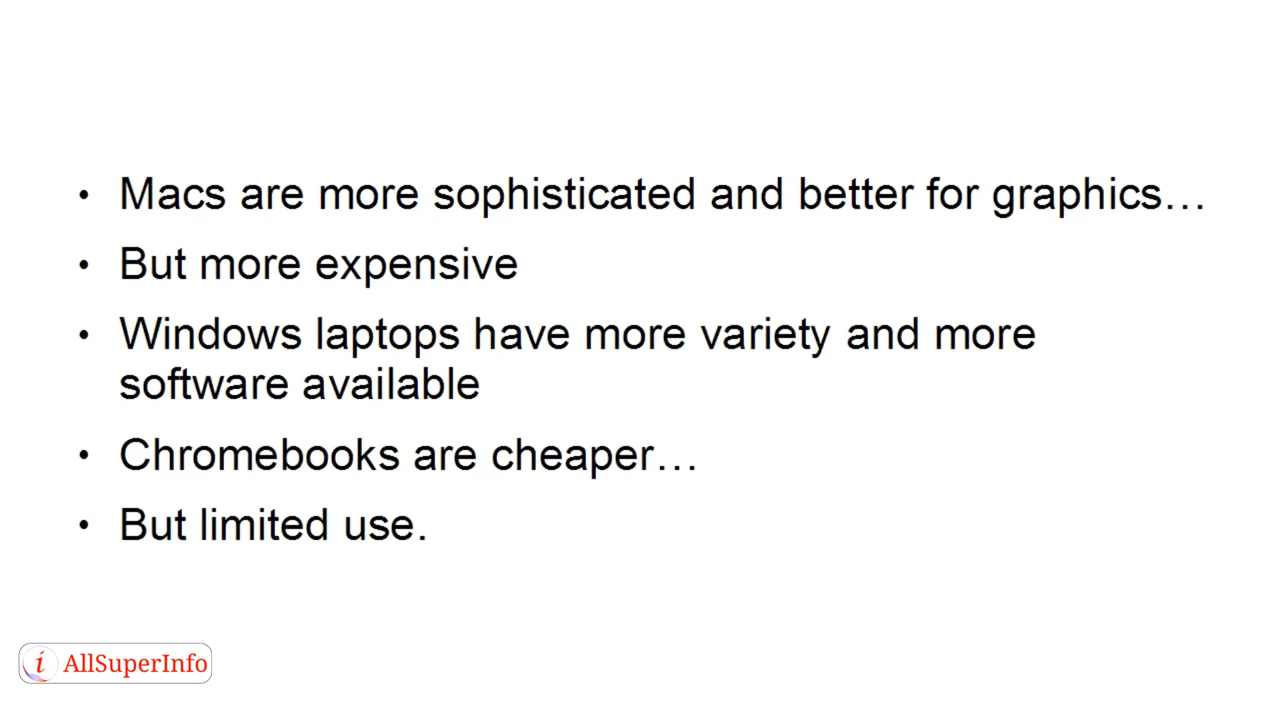 • Macs are more sophisticated and better for graphics…
• But more expensive
• Windows laptops have more variety and more
software available
• Chromebooks are cheaper…
• But limited use.
i AllSuperInfo